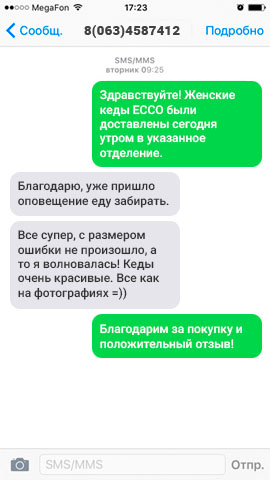 MegaFon 17:23
Сообщ. 8(063)4587412 Подробно
SMS/MMS
вторник 09:25
Здравствуйте! Женские
кеды ECCO были
доставлены сегодня
утром в указанное
отделение.
Благодарю, уже пришло
оповещение еду забирать.
Все супер, с размером
ошибки не произошло, а
то я волновалась! Кеды
очень красивые. Все как
на фотографиях =))
Благодарим за покупку и
положительный отзыв!
SMS/MMS Отпр.